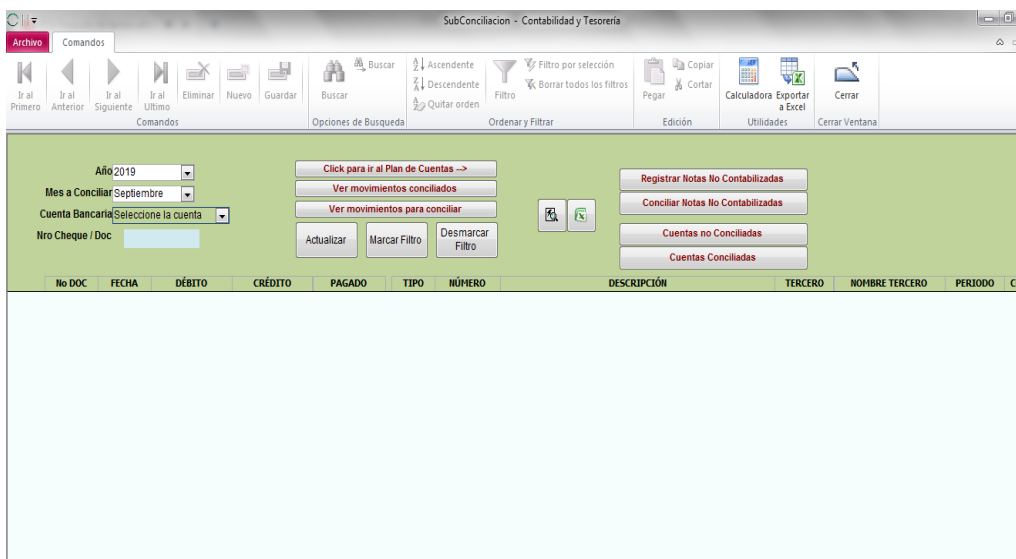 SubConciliacion - Contabilidad y Tesorería
Archivo Comandos
Ir al Primero
Ir al Anterior
Ir al Siguiente
Ir al Ultimo
Eliminar
Nuevo
Guardar
Comandos
Buscar
Buscar
Opciones de Busqueda
Ascendente
Descendente
Quitar orden
Filtro
Filtro por selección
Borrar todos los filtros
Ordenar y Filtrar
Pegar
Copiar
Cortar
Edición
Calculadora
Exportar a Excel
Utilidades
Cerrar
Cerrar Ventana
Año 2019
Mes a Conciliar Septiembre
Cuenta Bancaria Seleccione la cuenta
Nro Cheque / Doc
Click para ir al Plan de Cuentas -->
Ver movimientos conciliados
Ver movimientos para conciliar
Actualizar
Marcar Filtro
Desmarcar Filtro
Registrar Notas No Contabilizadas
Conciliar Notas No Contabilizadas
Cuentas no Conciliadas
Cuentas Conciliadas
No DOC FECHA DÉBITO CRÉDITO PAGADO TIPO NÚMERO DESCRIPCIÓN TERCERO NOMBRE TERCERO PERIODO